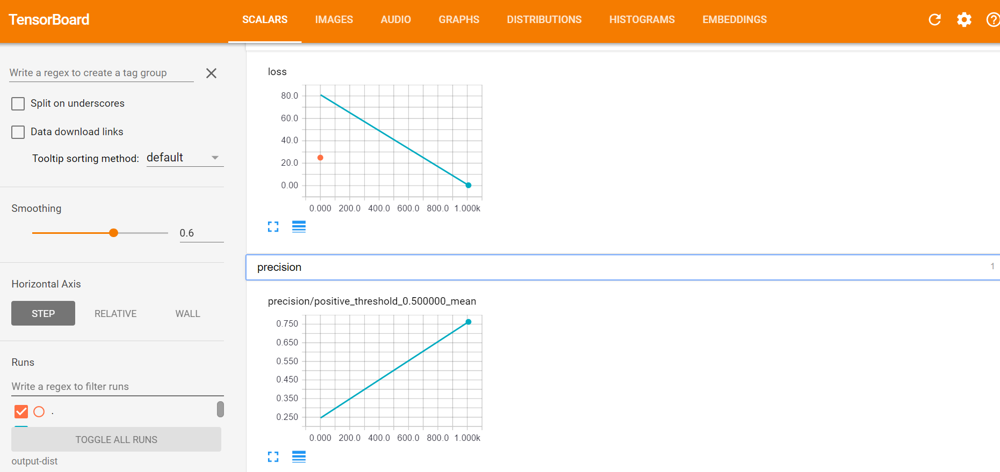 TensorBoard
SCALARS IMAGES AUDIO GRAPHS DISTRIBUTIONS HISTOGRAMS EMBEDDINGS
Write a regex to create a tag group
Split on underscores
Data download links
Tooltip sorting method: default
Smoothing
0.6
Horizontal Axis
STEP RELATIVE WALL
Runs
Write a regex to filter runs
.
TOGGLE ALL RUNS
output-dist
loss
80.0
60.0
40.0
20.0
0.00
0.000 200.0 400.0 600.0 800.0 1.000k
precision 1
precision/positive_threshold_0.500000_mean
0.750
0.650
0.550
0.450
0.350
0.250
0.000 200.0 400.0 600.0 800.0 1.000k